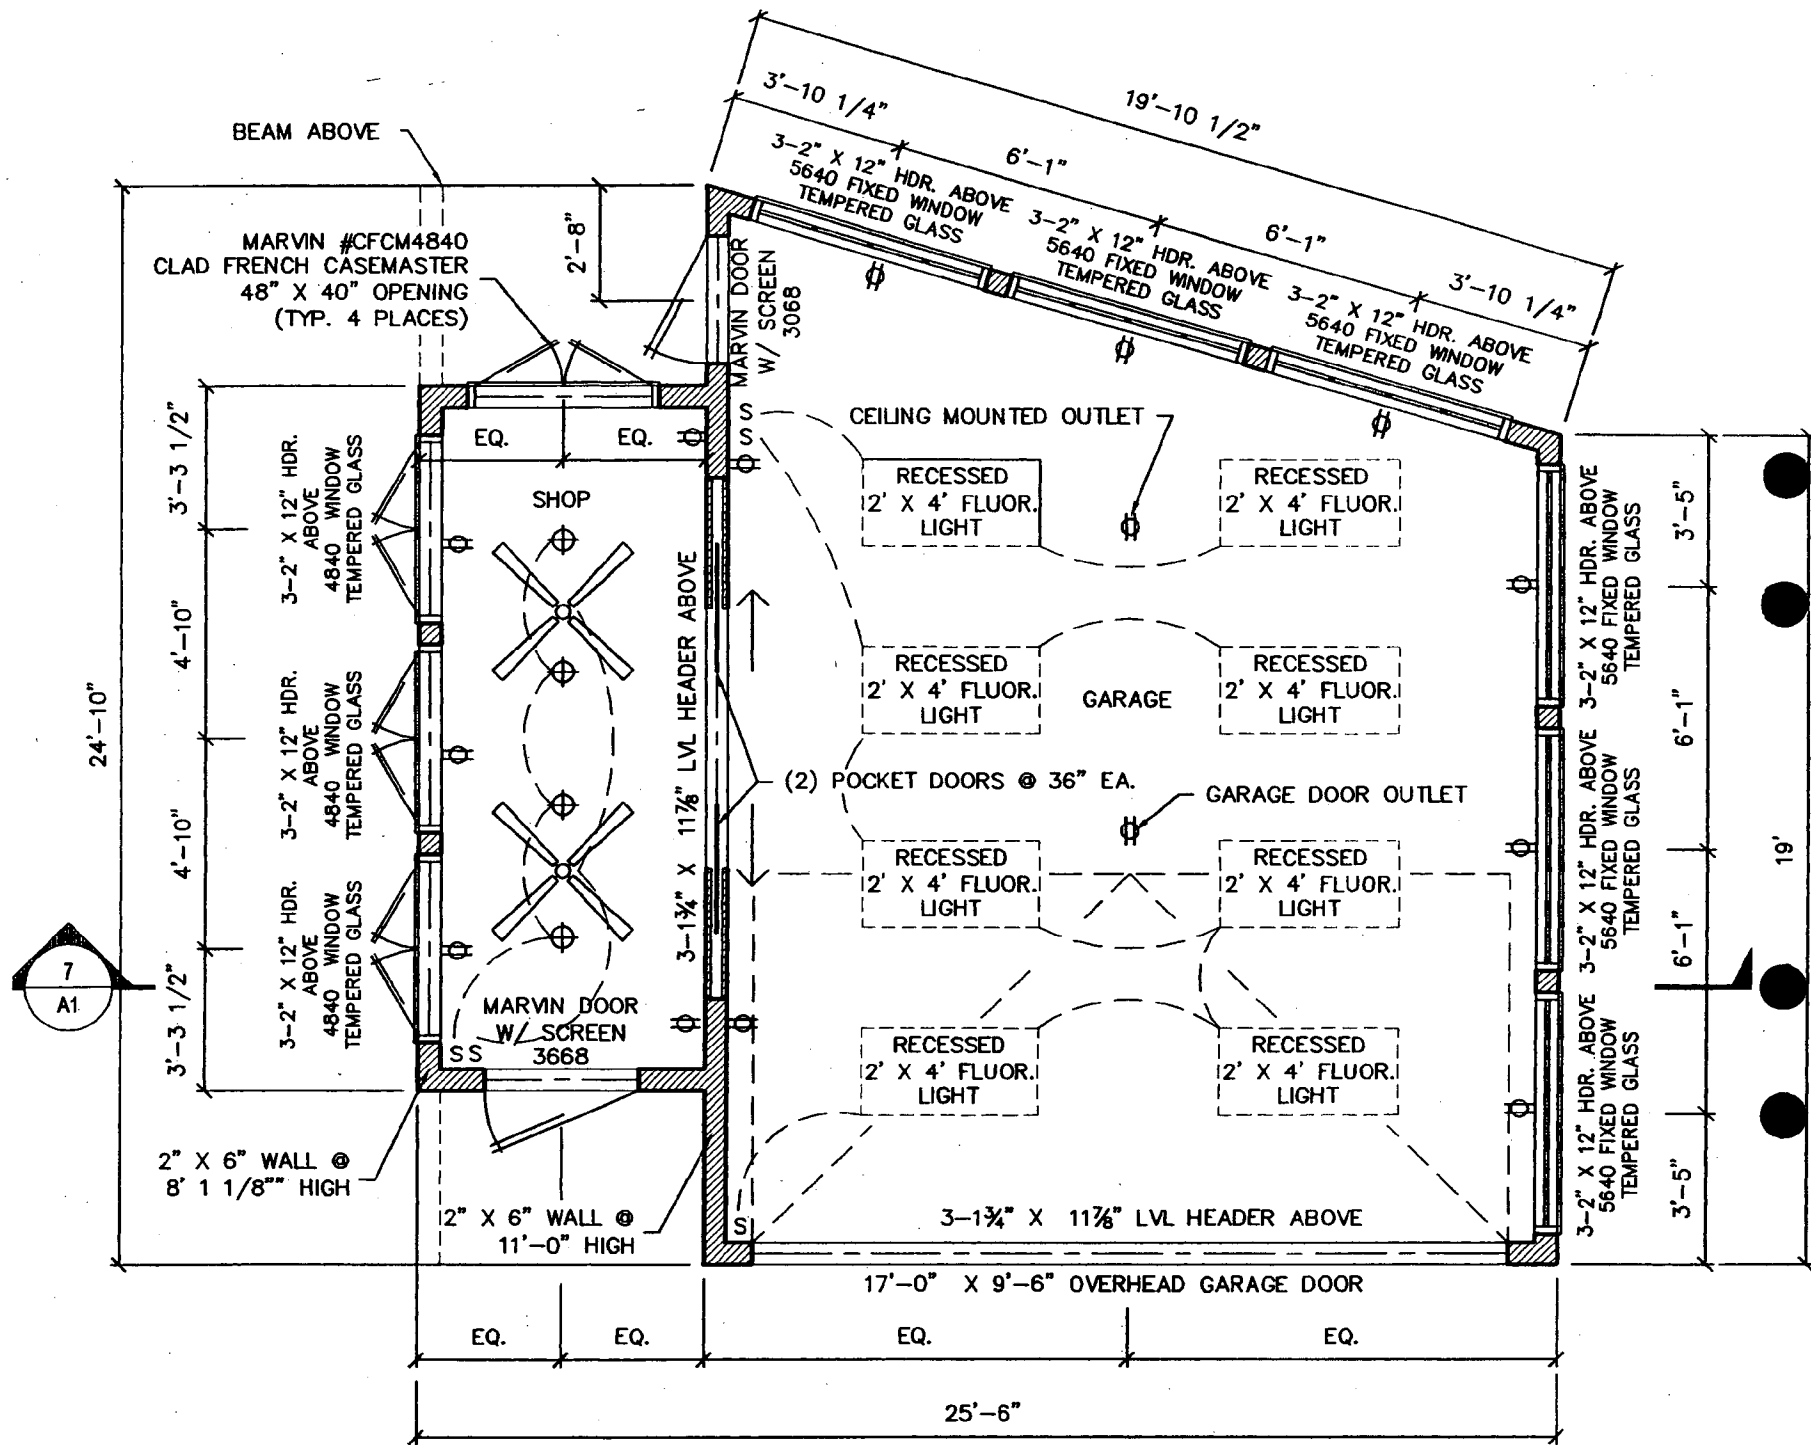 3'-10 1/4"
19'-10 1/2"
6'-1"
6'-1"
3'-10 1/4"
3-2" X 12" HDR. ABOVE
5640 FIXED WINDOW
TEMPERED GLASS
3-2" X 12" HDR. ABOVE
5640 FIXED WINDOW
TEMPERED GLASS
3-2" X 12" HDR. ABOVE
5640 FIXED WINDOW
TEMPERED GLASS
BEAM ABOVE
MARVIN #CFCM4840
CLAD FRENCH CASEMASTER
48" X 40" OPENING
(TYP. 4 PLACES)
2'-8"
MARVIN DOOR
W/ SCREEN
3068
S
S
CEILING MOUNTED OUTLET
EQ.
EQ.
SHOP
3'-3 1/2"
4'-10"
4'-10"
3'-3 1/2"
24'-10"
3-2" X 12" HDR.
ABOVE
4840 WINDOW
TEMPERED GLASS
3-2" X 12" HDR.
ABOVE
4840 WINDOW
TEMPERED GLASS
3-2" X 12" HDR.
ABOVE
4840 WINDOW
TEMPERED GLASS
3-1¾" X 11⅞" LVL HEADER ABOVE
RECESSED
2' X 4' FLUOR.
LIGHT
RECESSED
2' X 4' FLUOR.
LIGHT
RECESSED
2' X 4' FLUOR.
LIGHT
GARAGE
RECESSED
2' X 4' FLUOR.
LIGHT
(2) POCKET DOORS @ 36" EA.
GARAGE DOOR OUTLET
RECESSED
2' X 4' FLUOR.
LIGHT
RECESSED
2' X 4' FLUOR.
LIGHT
RECESSED
2' X 4' FLUOR.
LIGHT
RECESSED
2' X 4' FLUOR.
LIGHT
3-2" X 12" HDR. ABOVE
5640 FIXED WINDOW
TEMPERED GLASS
3-2" X 12" HDR. ABOVE
5640 FIXED WINDOW
TEMPERED GLASS
3-2" X 12" HDR. ABOVE
5640 FIXED WINDOW
TEMPERED GLASS
3'-5"
6'-1"
6'-1"
3'-5"
19'
7
A1
MARVIN DOOR
W/ SCREEN
3668
S S
2" X 6" WALL @
8' 1 1/8"" HIGH
2" X 6" WALL @
11'-0" HIGH
S
3-1¾" X 11⅞" LVL HEADER ABOVE
17'-0" X 9'-6" OVERHEAD GARAGE DOOR
EQ.
EQ.
EQ.
EQ.
25'-6"